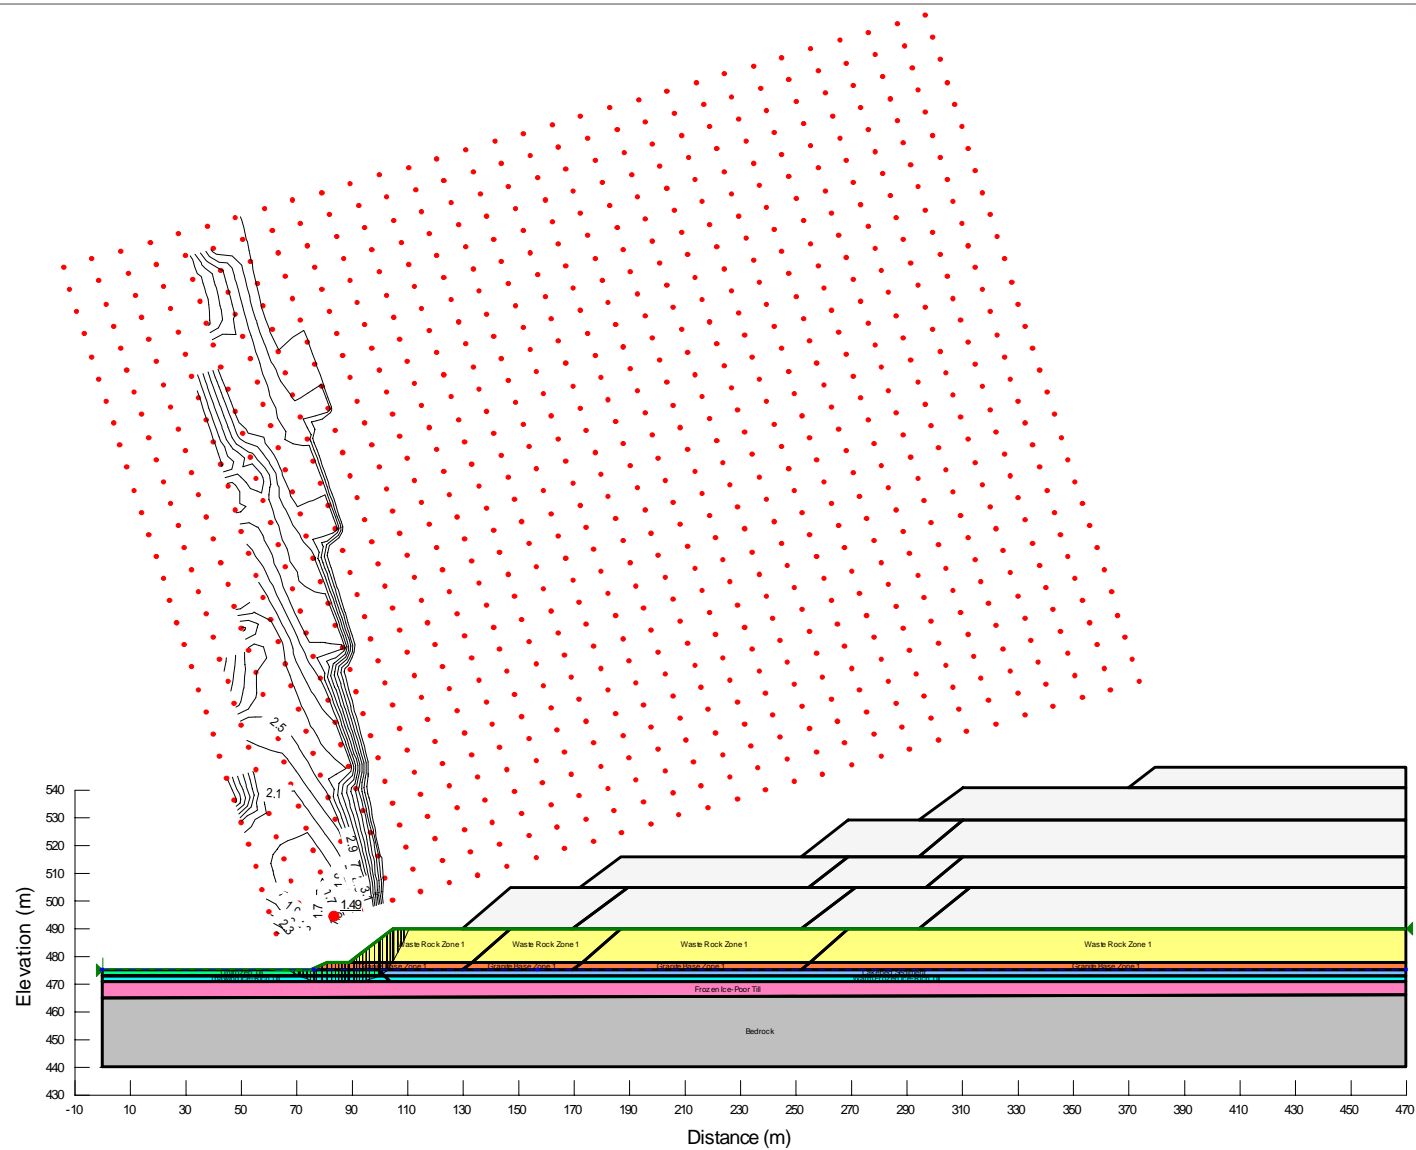 2.5
2.1
2.9
1.7
1.49
2.3
540
530
520
510
500
490
480
470
460
450
440
430
Elevation (m)
Waste Rock Zone 1
Waste Rock Zone 1
Waste Rock Zone 1
Waste Rock Zone 1
Granite Base Zone 1
Granite Base Zone 1
Granite Base Zone 1
Frozen Ice-Poor Till
Bedrock
-10 10 30 50 70 90 110 130 150 170 190 210 230 250 270 290 310 330 350 370 390 410 430 450 470
Distance (m)